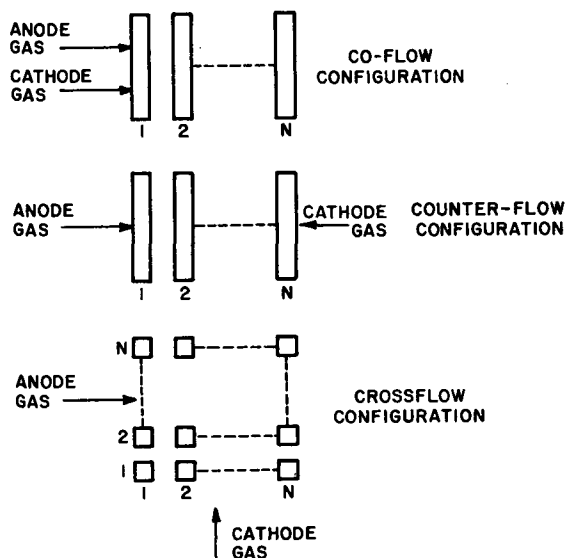 ANODE
GAS
CATHODE
GAS
CO-FLOW
CONFIGURATION
1 2 N
ANODE
GAS
CATHODE
GAS
COUNTER-FLOW
CONFIGURATION
1 2 N
N
ANODE
GAS
CROSSFLOW
CONFIGURATION
2
1
1 2 N
CATHODE
GAS